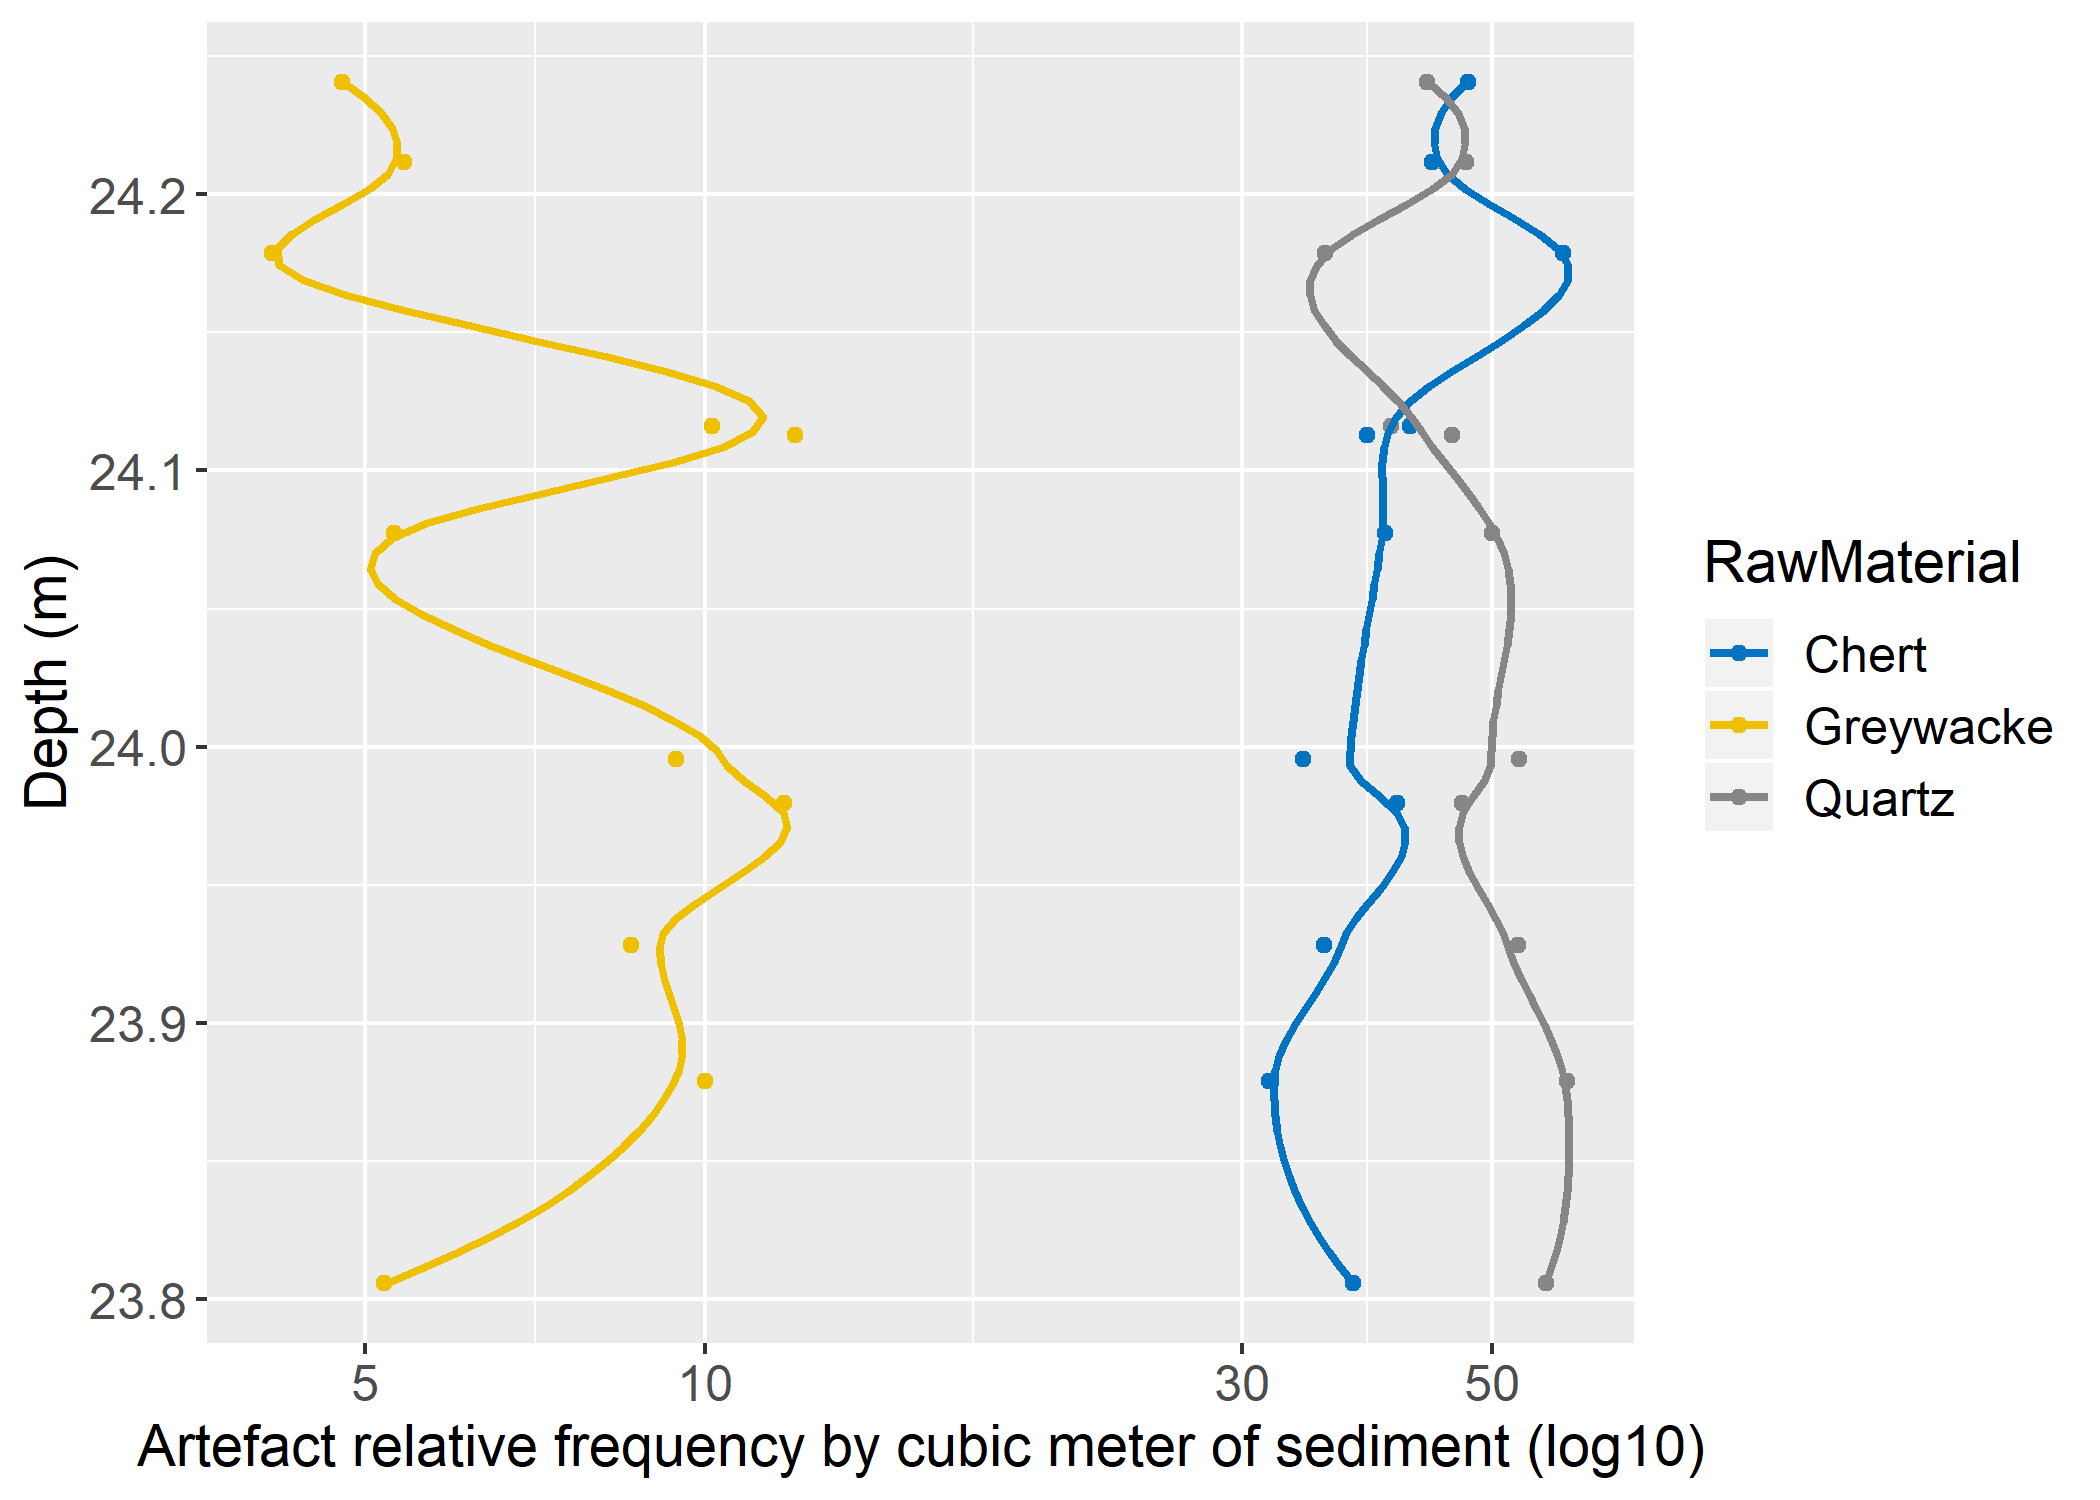 Depth (m)
24.2
24.1
24.0
23.9
23.8
5 10 30 50
Artefact relative frequency by cubic meter of sediment (log10)
RawMaterial
Chert
Greywacke
Quartz